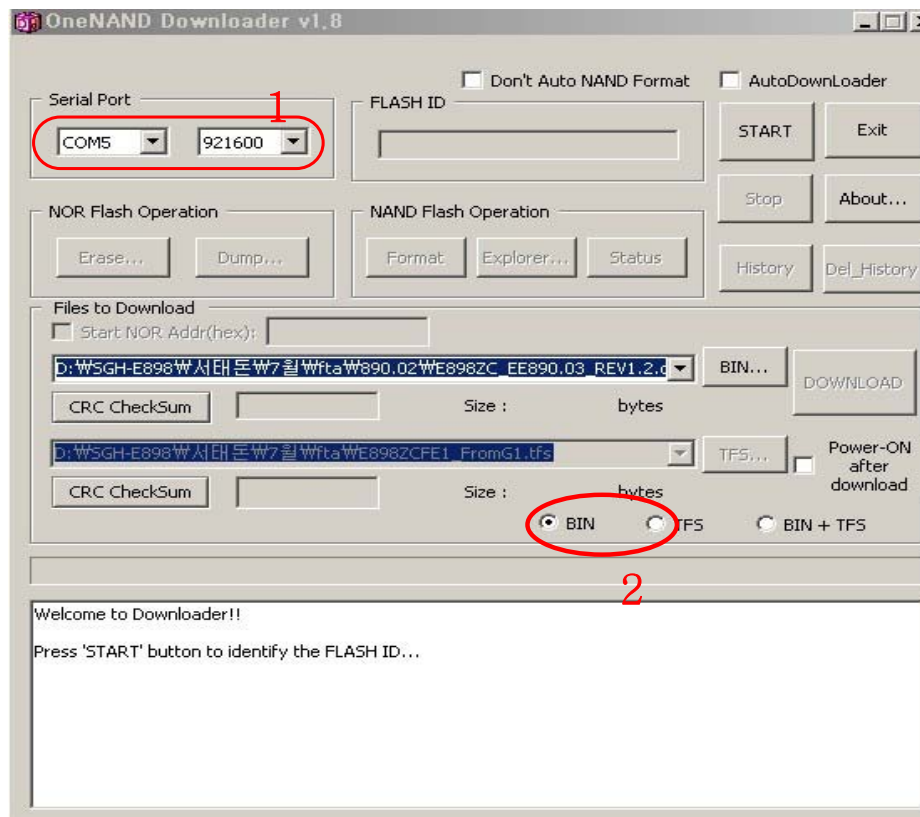 OneNAND Downloader v1.8
Don't Auto NAND Format
AutoDownLoader
Serial Port
1
COM5
921600
FLASH ID
START
Exit
Stop
About...
NOR Flash Operation
Erase...
Dump...
NAND Flash Operation
Format
Explorer...
Status
History
Del_History
Files to Download
Start NOR Addr(hex):
D:₩SGH-E898₩서태돈₩7월₩fta₩890.02₩E898ZC_EE890.03_REV1.2.c
BIN...
DOWNLOAD
CRC CheckSum
Size :
bytes
D:₩SGH-E898₩서태돈₩7월₩fta₩E898ZCFE1_FromG1.tfs
TFS...
Power-ON
after
download
CRC CheckSum
Size :
bytes
BIN
TFS
BIN + TFS
2
Welcome to Downloader!!
Press 'START' button to identify the FLASH ID...